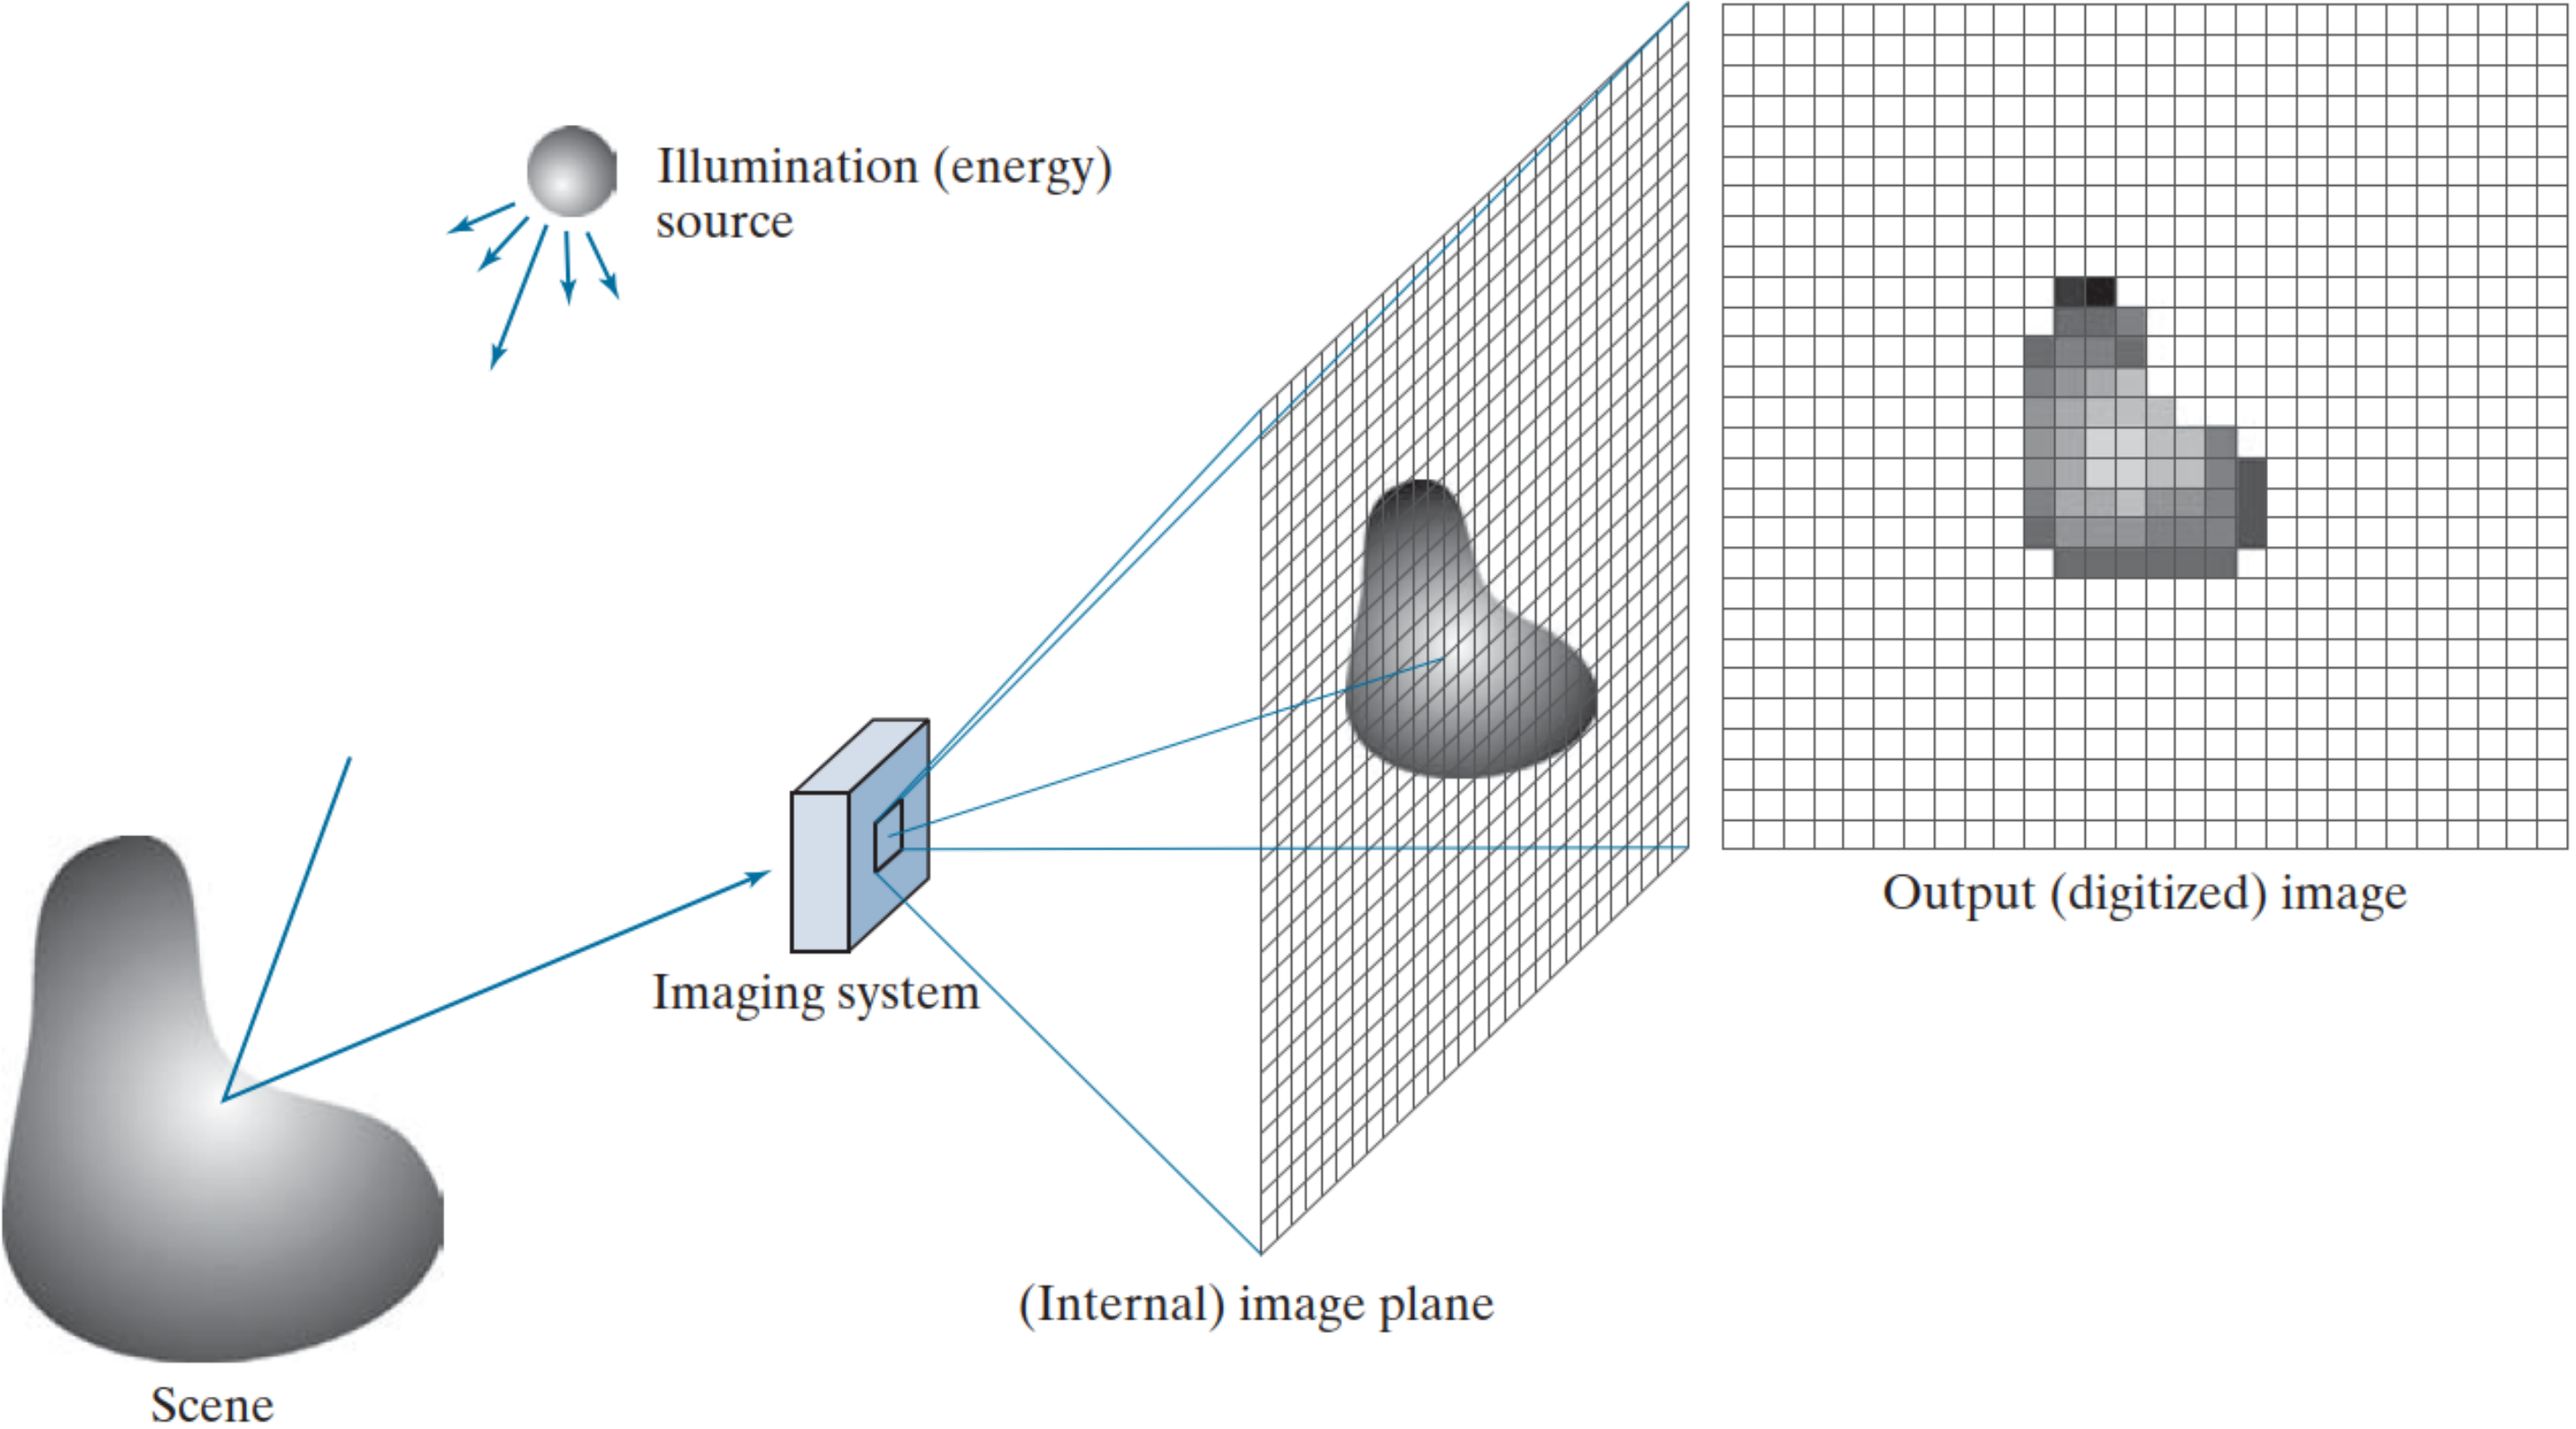 Illumination (energy)
source
Output (digitized) image
Imaging system
(Internal) image plane
Scene